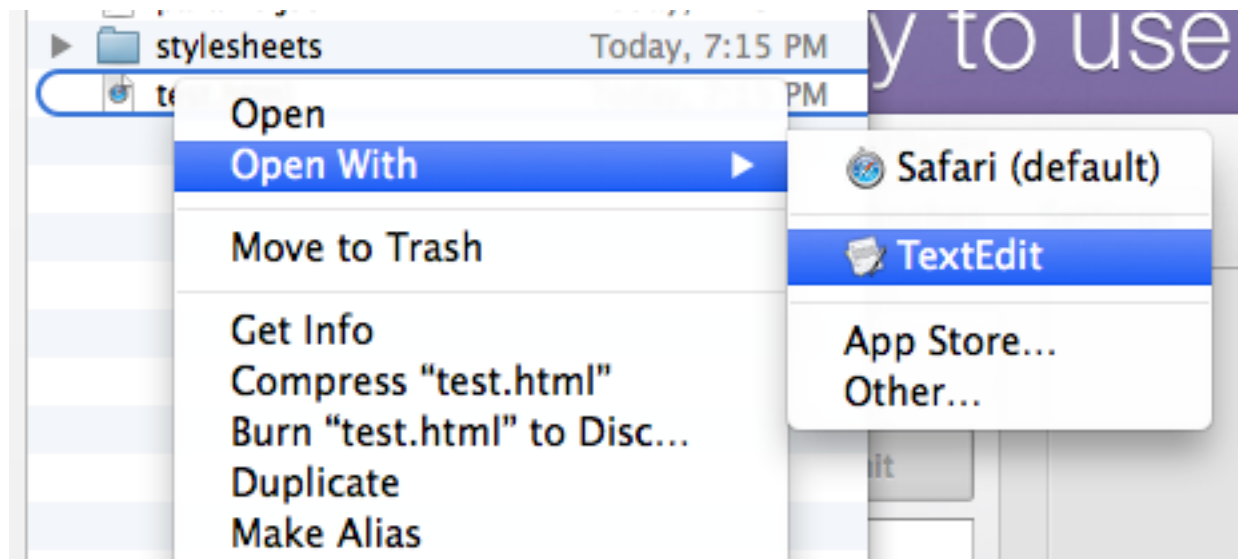 stylesheets Today, 7:15 PM
PM
y to use
Open
Open With
Safari (default)
Move to Trash
TextEdit
Get Info
App Store...
Compress “test.html”
Other...
Burn “test.html” to Disc...
Duplicate
Make Alias